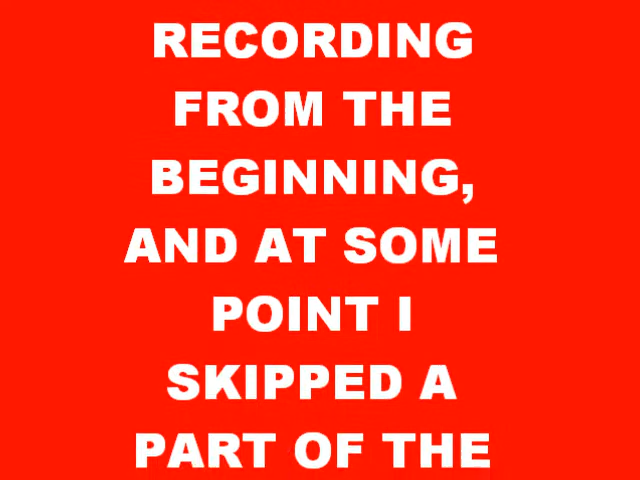 RECORDING
FROM THE
BEGINNING,
AND AT SOME
POINT I
SKIPPED A
PART OF THE